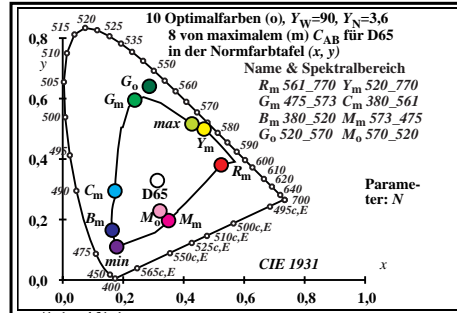 10 Optimalfarben (o), Y_W=90, Y_N=3,6
8 von maximalem (m) C_AB für D65
in der Normfarbtafel (x, y)
Name & Spektralbereich
R_m 561_770 Y_m 520_770
G_m 475_573 C_m 380_561
B_m 380_520 M_m 573_475
G_o 520_570 M_o 570_520
Parame-
ter: N
0,8
y
0,6
0,4
0,2
0,0
0,0 0,2 0,4 0,6 0,8 1,0
x
CIE 1931
515 520 525
510 535
505 550
500 560
495 570
490 580
475 590
450 600
400 610
620
640
700
495c,E
500c,E
510c,E
525c,E
550c,E
565c,E
G_o
G_m
max
Y_m
R_m
C_m
D65
B_m
M_o
M_m
min